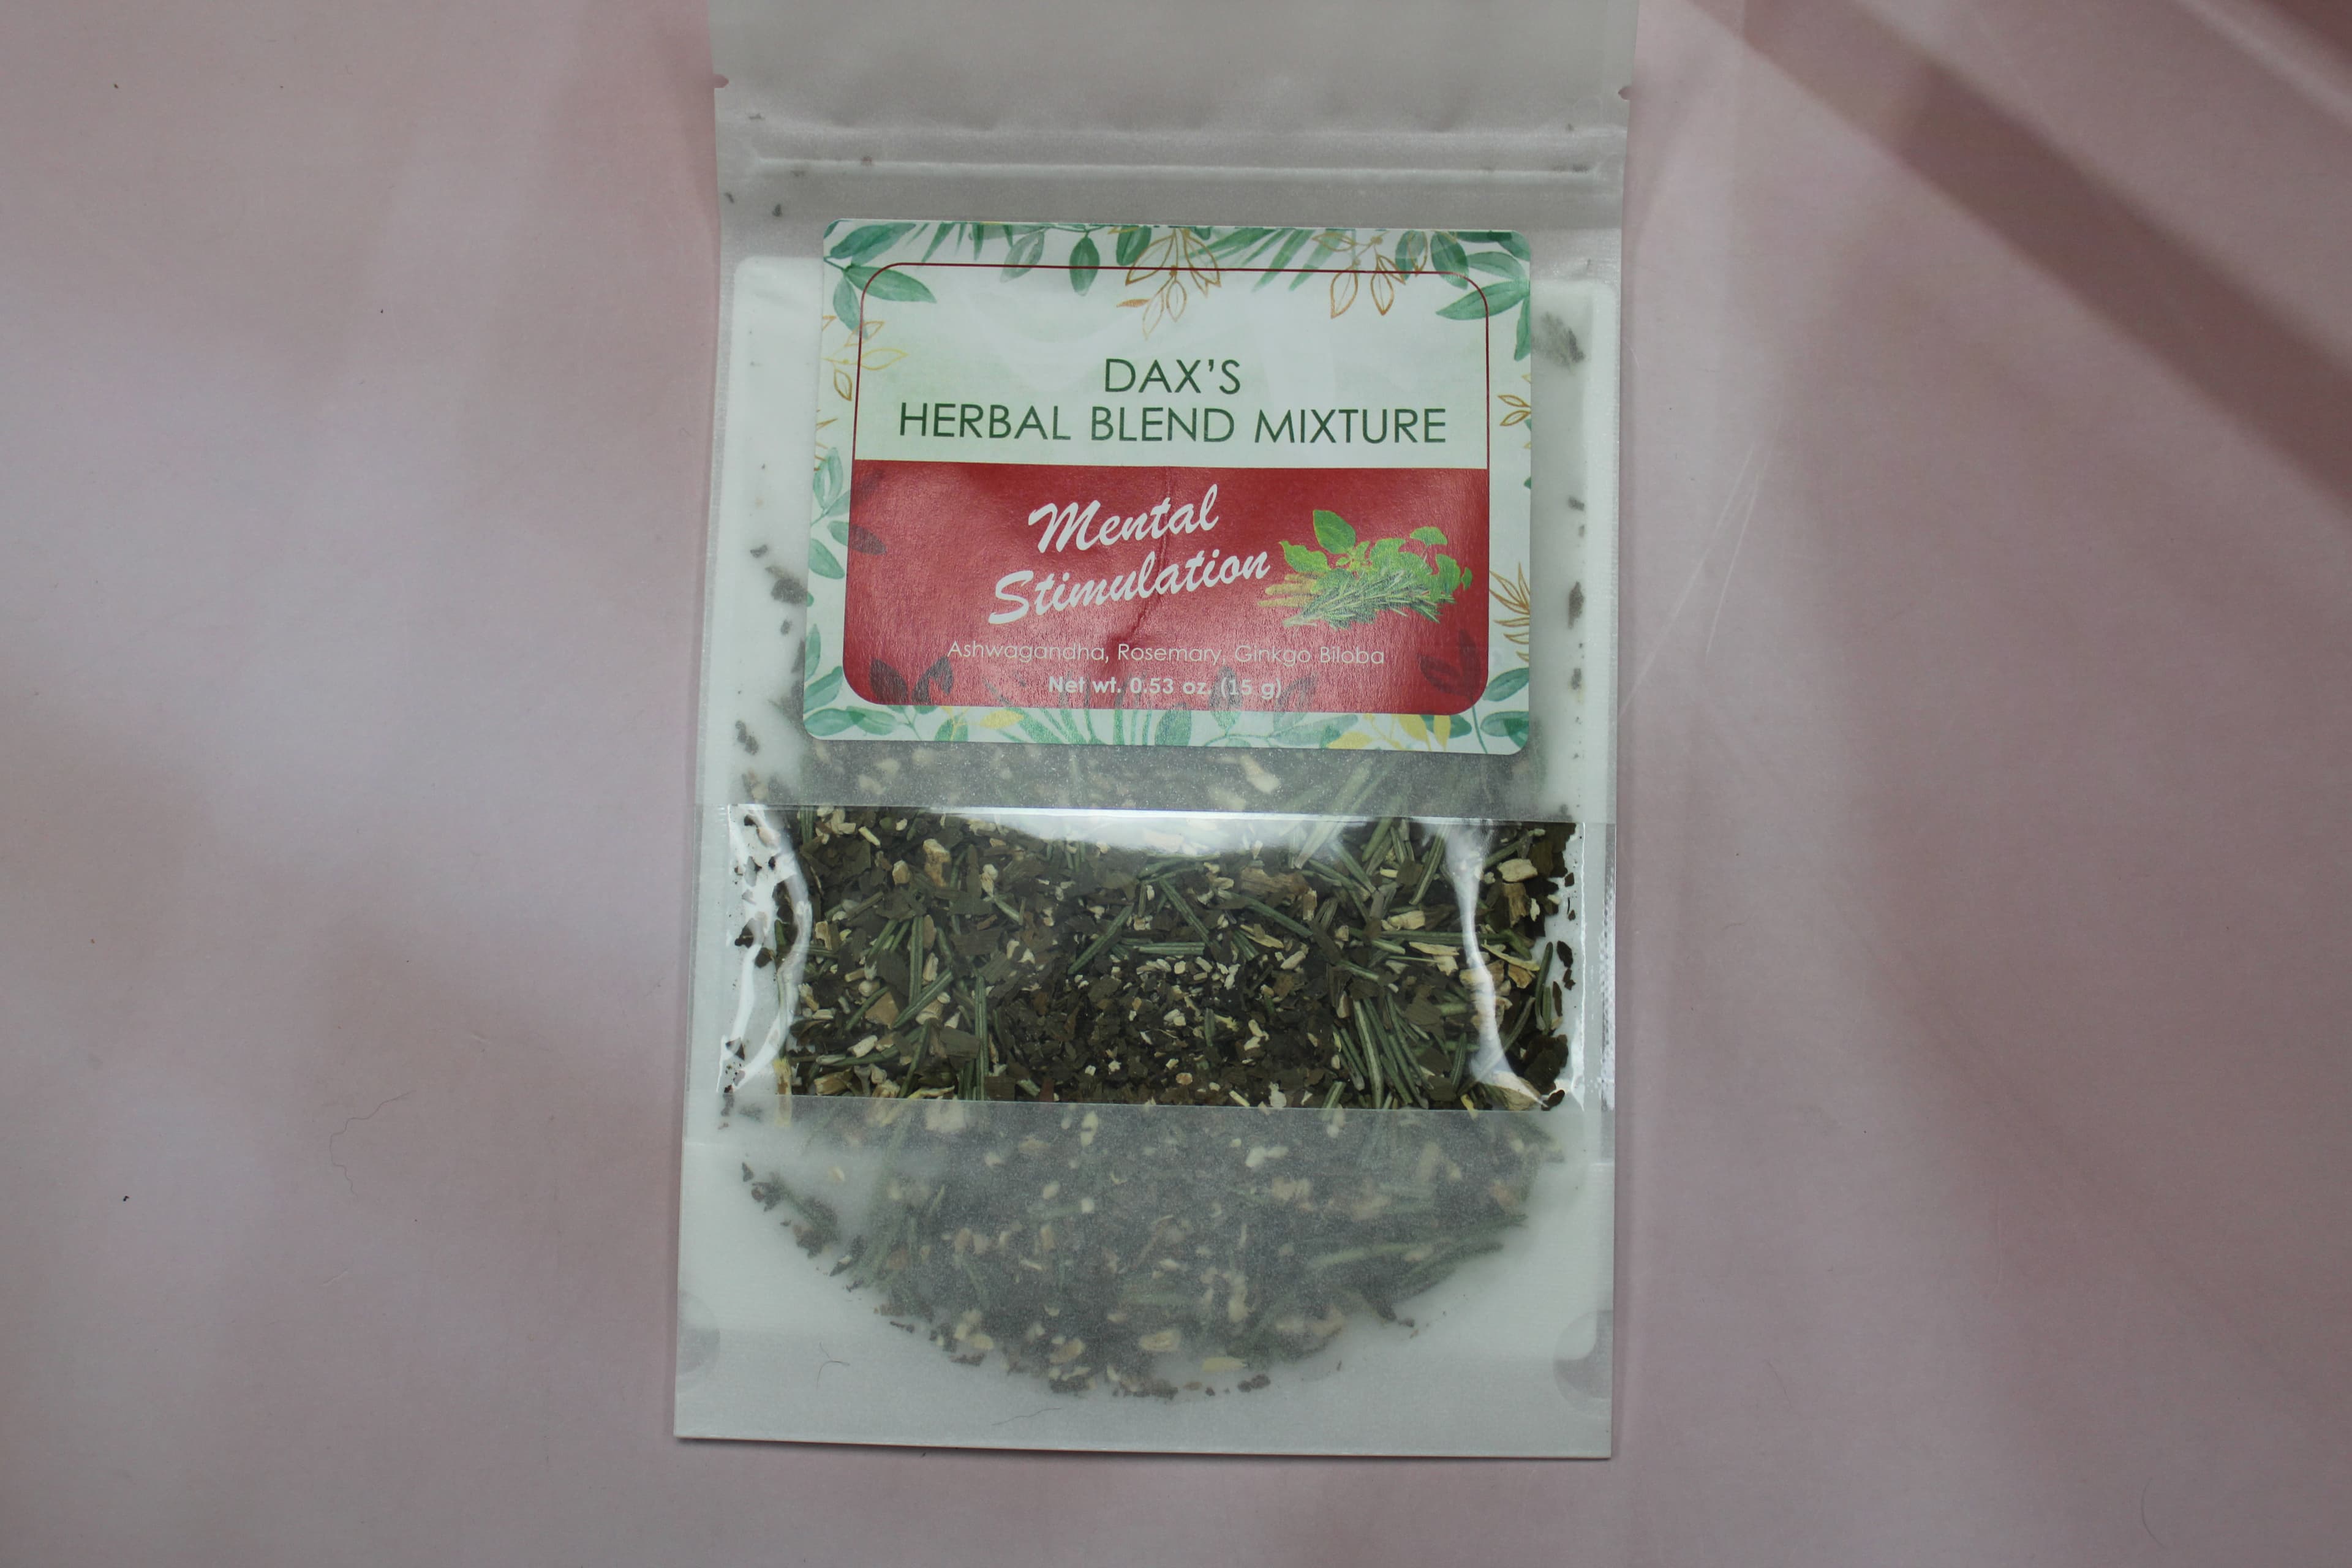 DAX'S
HERBAL BLEND MIXTURE
Mental
Stimulation
Ashwagandha, Rosemary, Ginkgo Biloba
Net wt. 0.53 oz. (15 g)